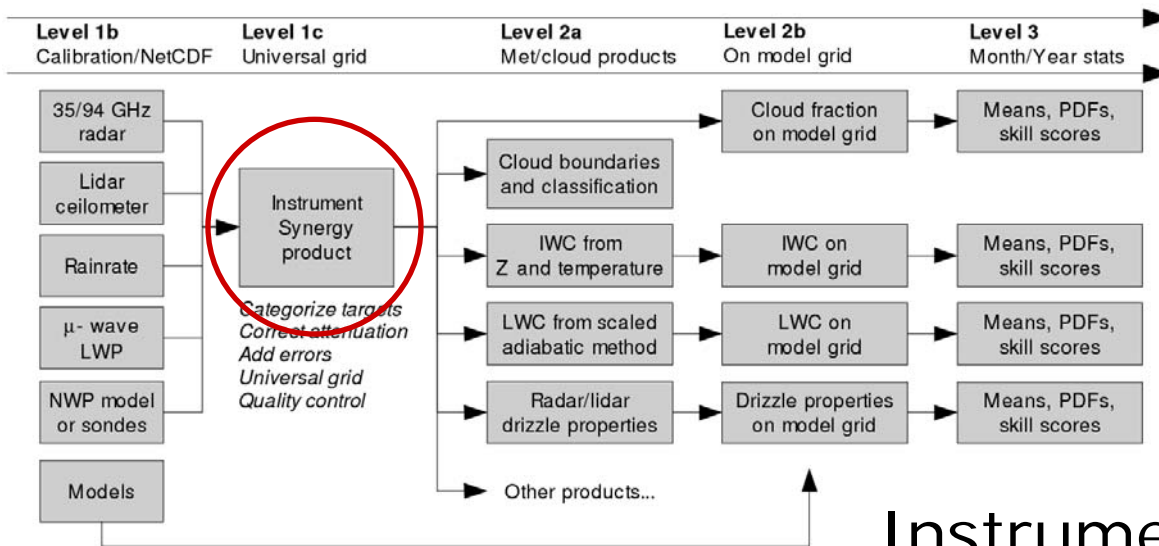 Level 1b
Calibration/NetCDF
Level 1c
Universal grid
Level 2a
Met/cloud products
Level 2b
On model grid
Level 3
Month/Year stats
35/94 GHz
radar
Lidar
ceilometer
Rainrate
μ- wave
LWP
NWP model
or sondes
Models
Instrument
Synergy
product
Categorize targets
Correct attenuation
Add errors
Universal grid
Quality control
Cloud boundaries
and classification
IWC from
Z and temperature
LWC from scaled
adiabatic method
Radar/lidar
drizzle properties
Other products...
Cloud fraction
on model grid
IWC on
model grid
LWC on
model grid
Drizzle properties
on model grid
Means, PDFs,
skill scores
Means, PDFs,
skill scores
Means, PDFs,
skill scores
Means, PDFs,
skill scores
Instrume